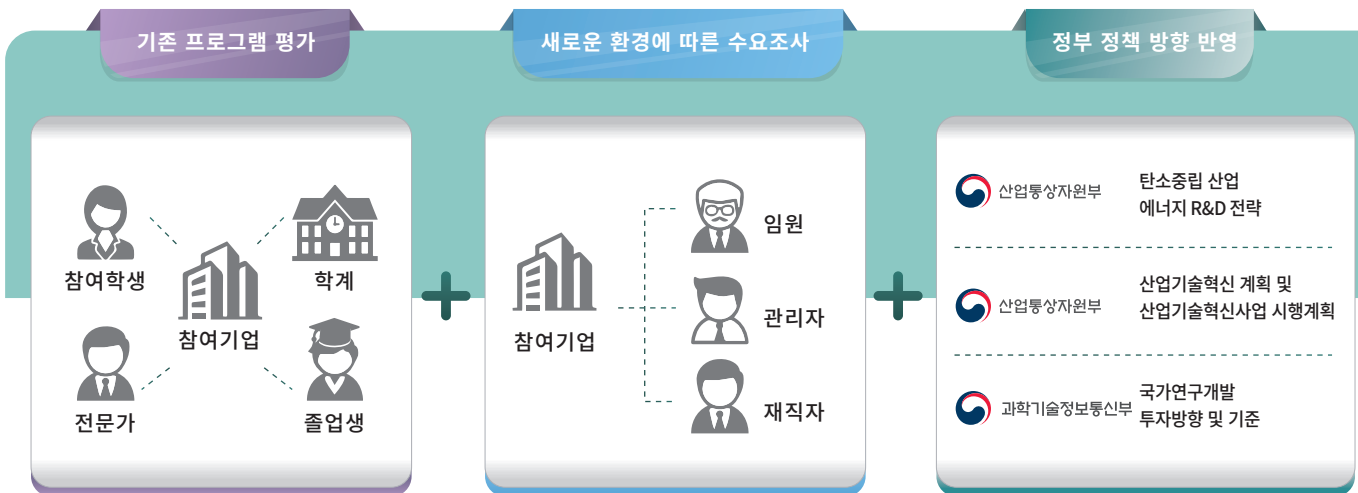 기존 프로그램 평가
새로운 환경에 따른 수요조사
정부 정책 방향 반영
참여학생
학계
참여기업
전문가
졸업생
참여기업
임원
관리자
재직자
산업통상자원부
탄소중립 산업
에너지 R&D 전략
산업통상자원부
산업기술혁신 계획 및
산업기술혁신사업 시행계획
과학기술정보통신부
국가연구개발
투자방향 및 기준